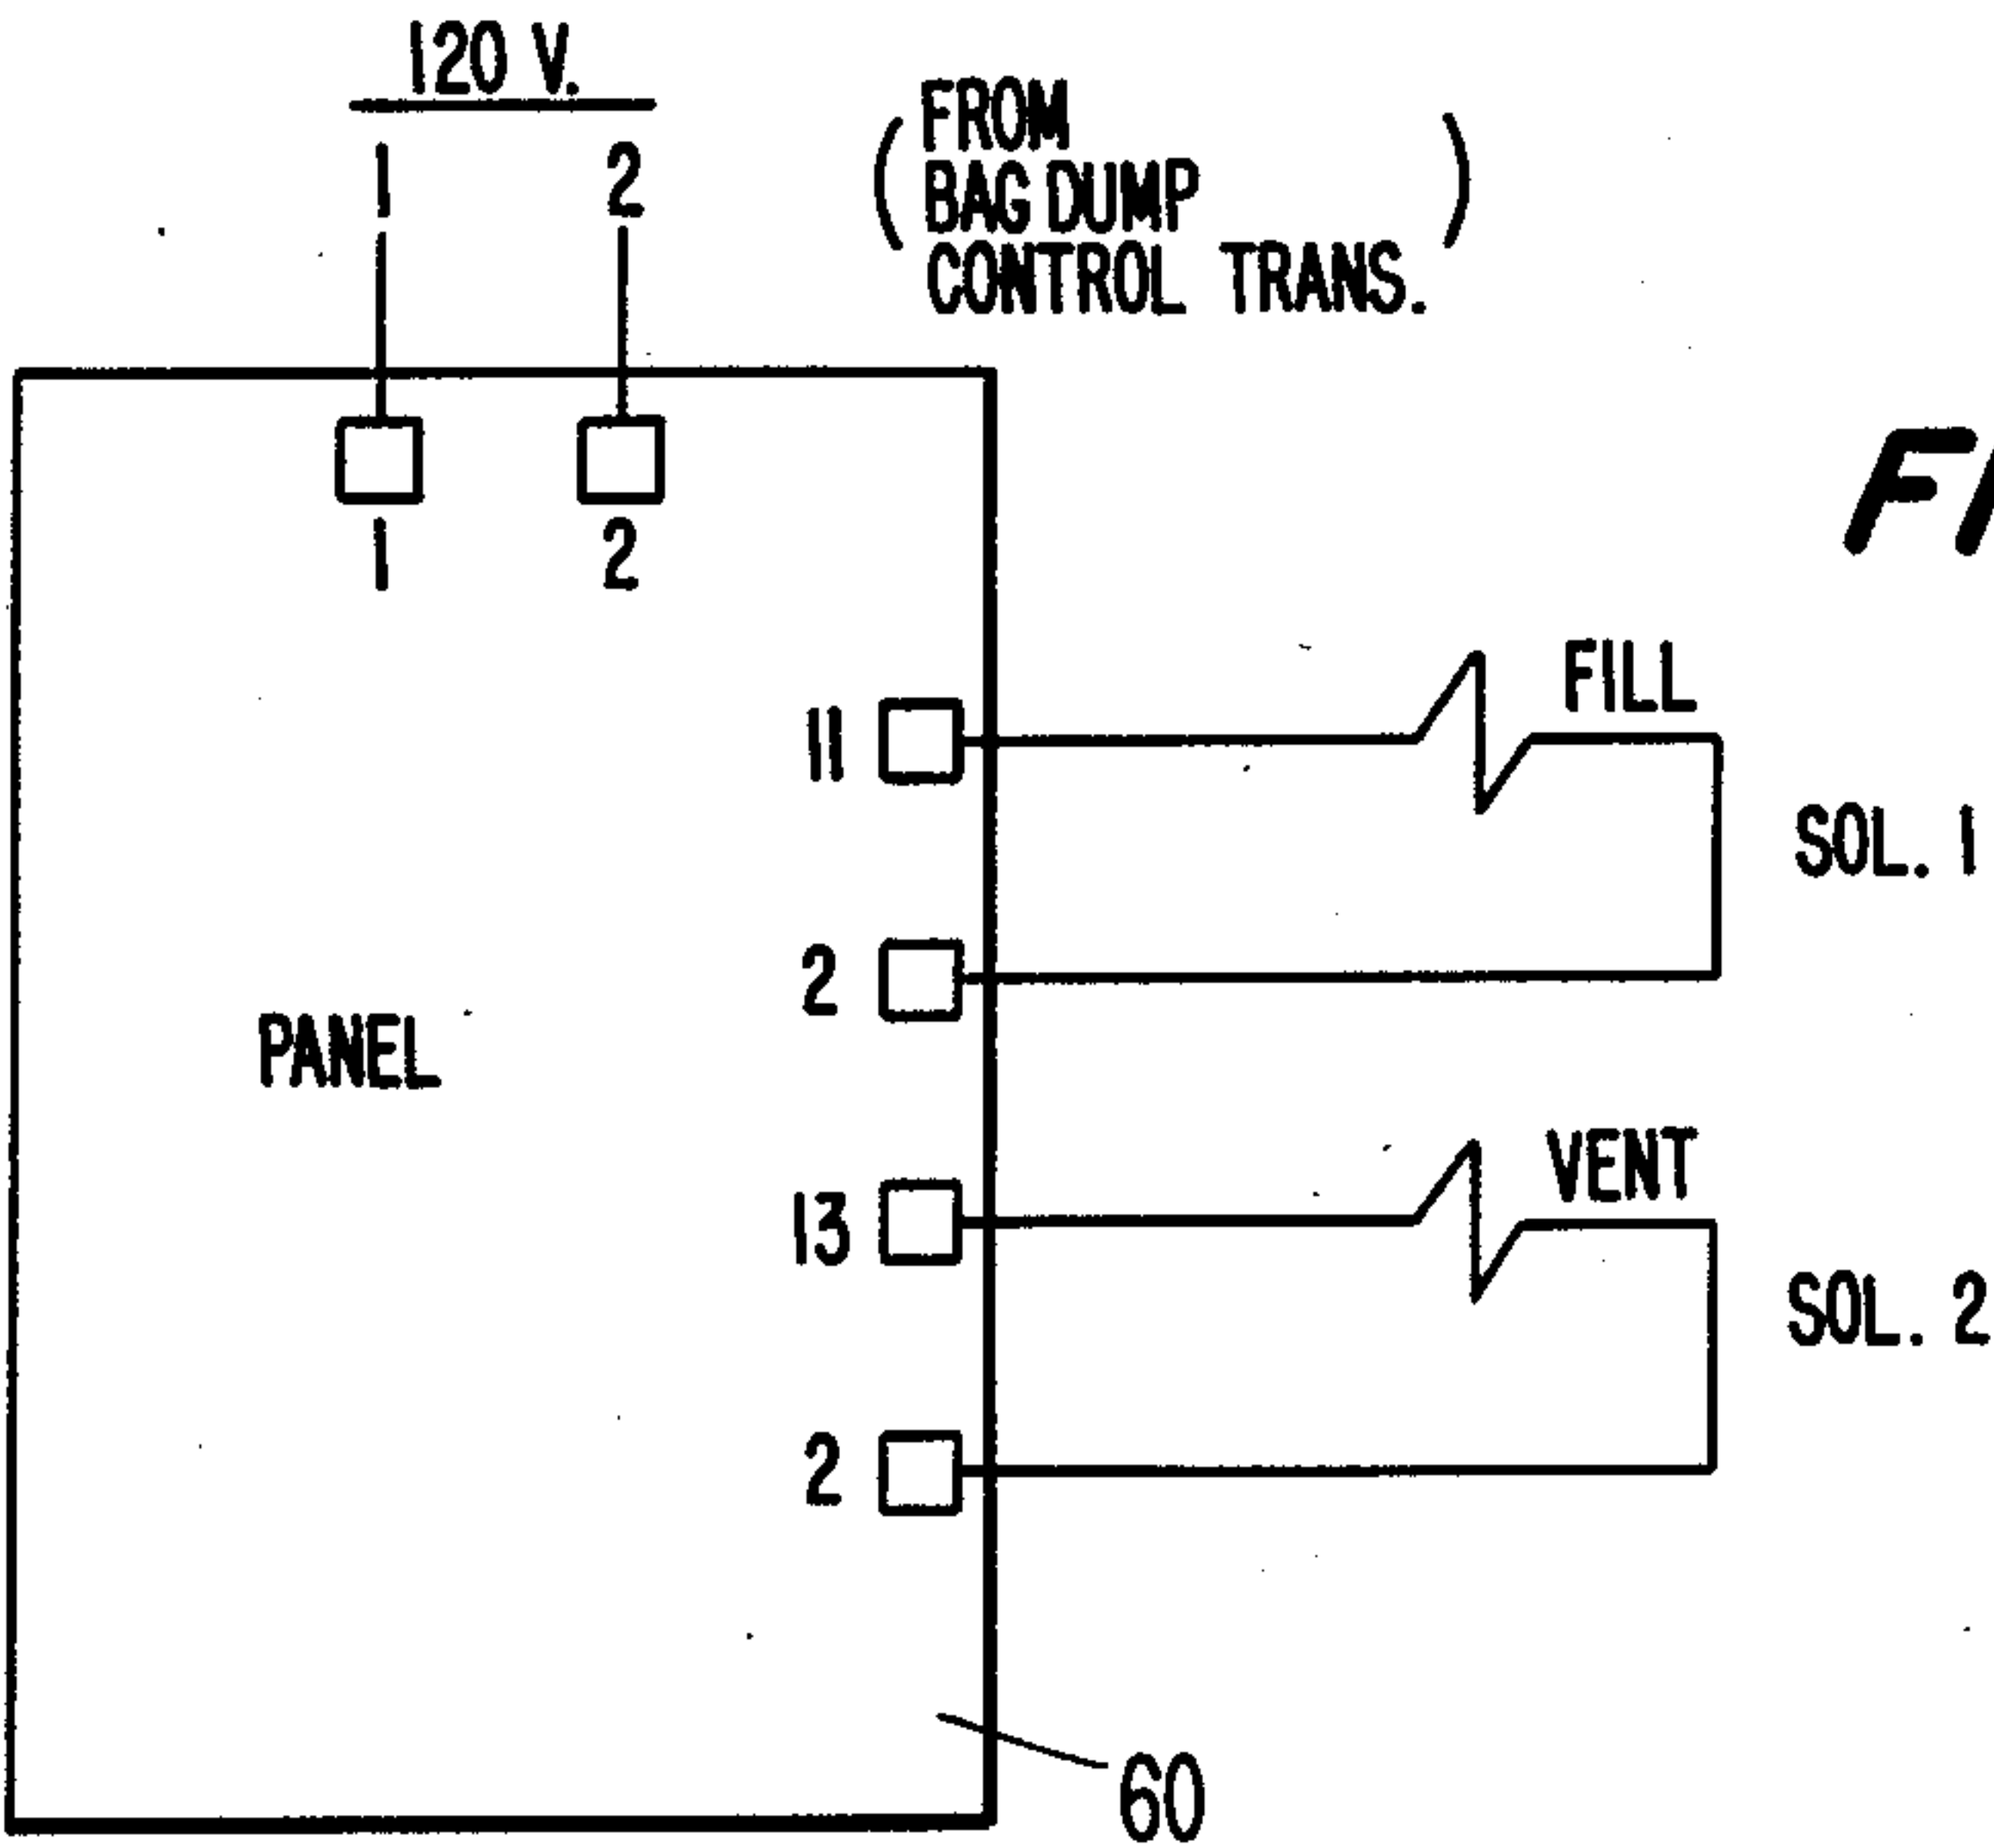 120 V.
1 2
( FROM
BAG DUMP
CONTROL TRANS. )
1 2
11
FILL
SOL. 1
2
PANEL
13
VENT
SOL. 2
2
60